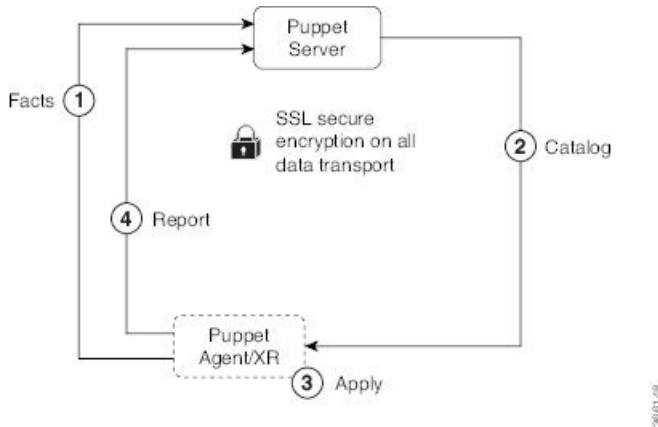 Puppet
Server
Facts 1
SSL secure
encryption on all
data transport
2 Catalog
4 Report
Puppet
Agent/XR
3 Apply